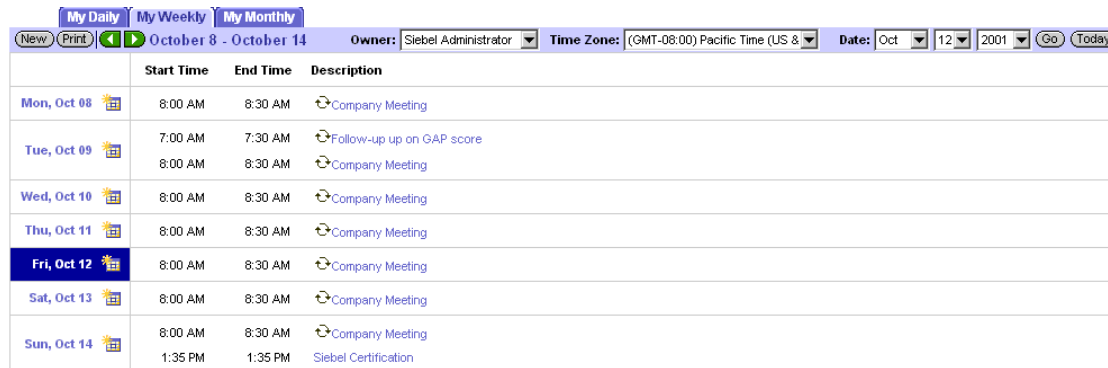 My Daily My Weekly My Monthly
New Print October 8 - October 14 Owner: Siebel Administrator Time Zone: (GMT-08:00) Pacific Time (US & Date: Oct 12 2001 Go Today
Start Time End Time Description
Mon, Oct 08 8:00 AM 8:30 AM Company Meeting
7:00 AM 7:30 AM Follow-up up on GAP score
Tue, Oct 09
8:00 AM 8:30 AM Company Meeting
Wed, Oct 10 8:00 AM 8:30 AM Company Meeting
Thu, Oct 11 8:00 AM 8:30 AM Company Meeting
Fri, Oct 12 8:00 AM 8:30 AM Company Meeting
Sat, Oct 13 8:00 AM 8:30 AM Company Meeting
8:00 AM 8:30 AM Company Meeting
Sun, Oct 14
1:35 PM 1:35 PM Siebel Certification